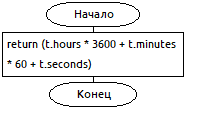 Начало
return (t.hours * 3600 + t.minutes
* 60 + t.seconds)
Конец